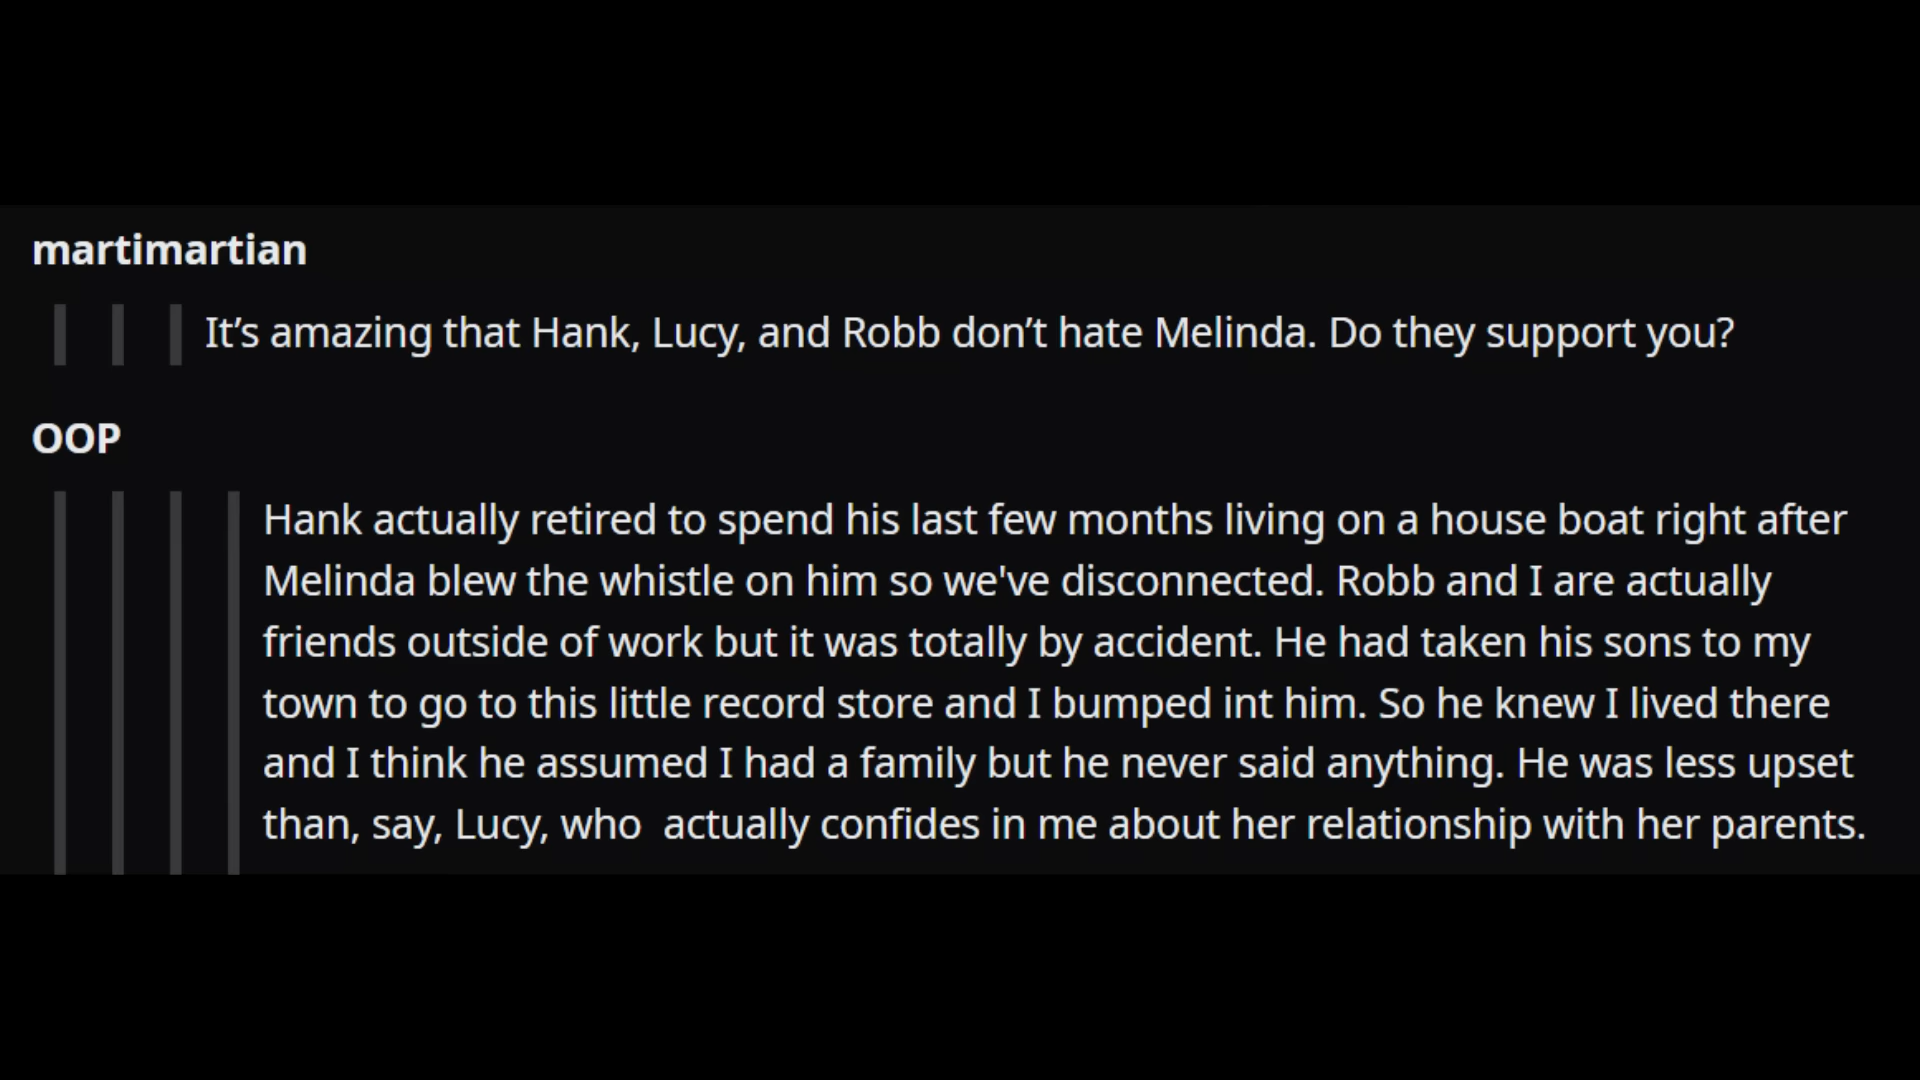 martimartian
It’s amazing that Hank, Lucy, and Robb don’t hate Melinda. Do they support you?
OOP
Hank actually retired to spend his last few months living on a house boat right after
Melinda blew the whistle on him so we've disconnected. Robb and I are actually
friends outside of work but it was totally by accident. He had taken his sons to my
town to go to this little record store and I bumped int him. So he knew I lived there
and I think he assumed I had a family but he never said anything. He was less upset
than, say, Lucy, who  actually confides in me about her relationship with her parents.